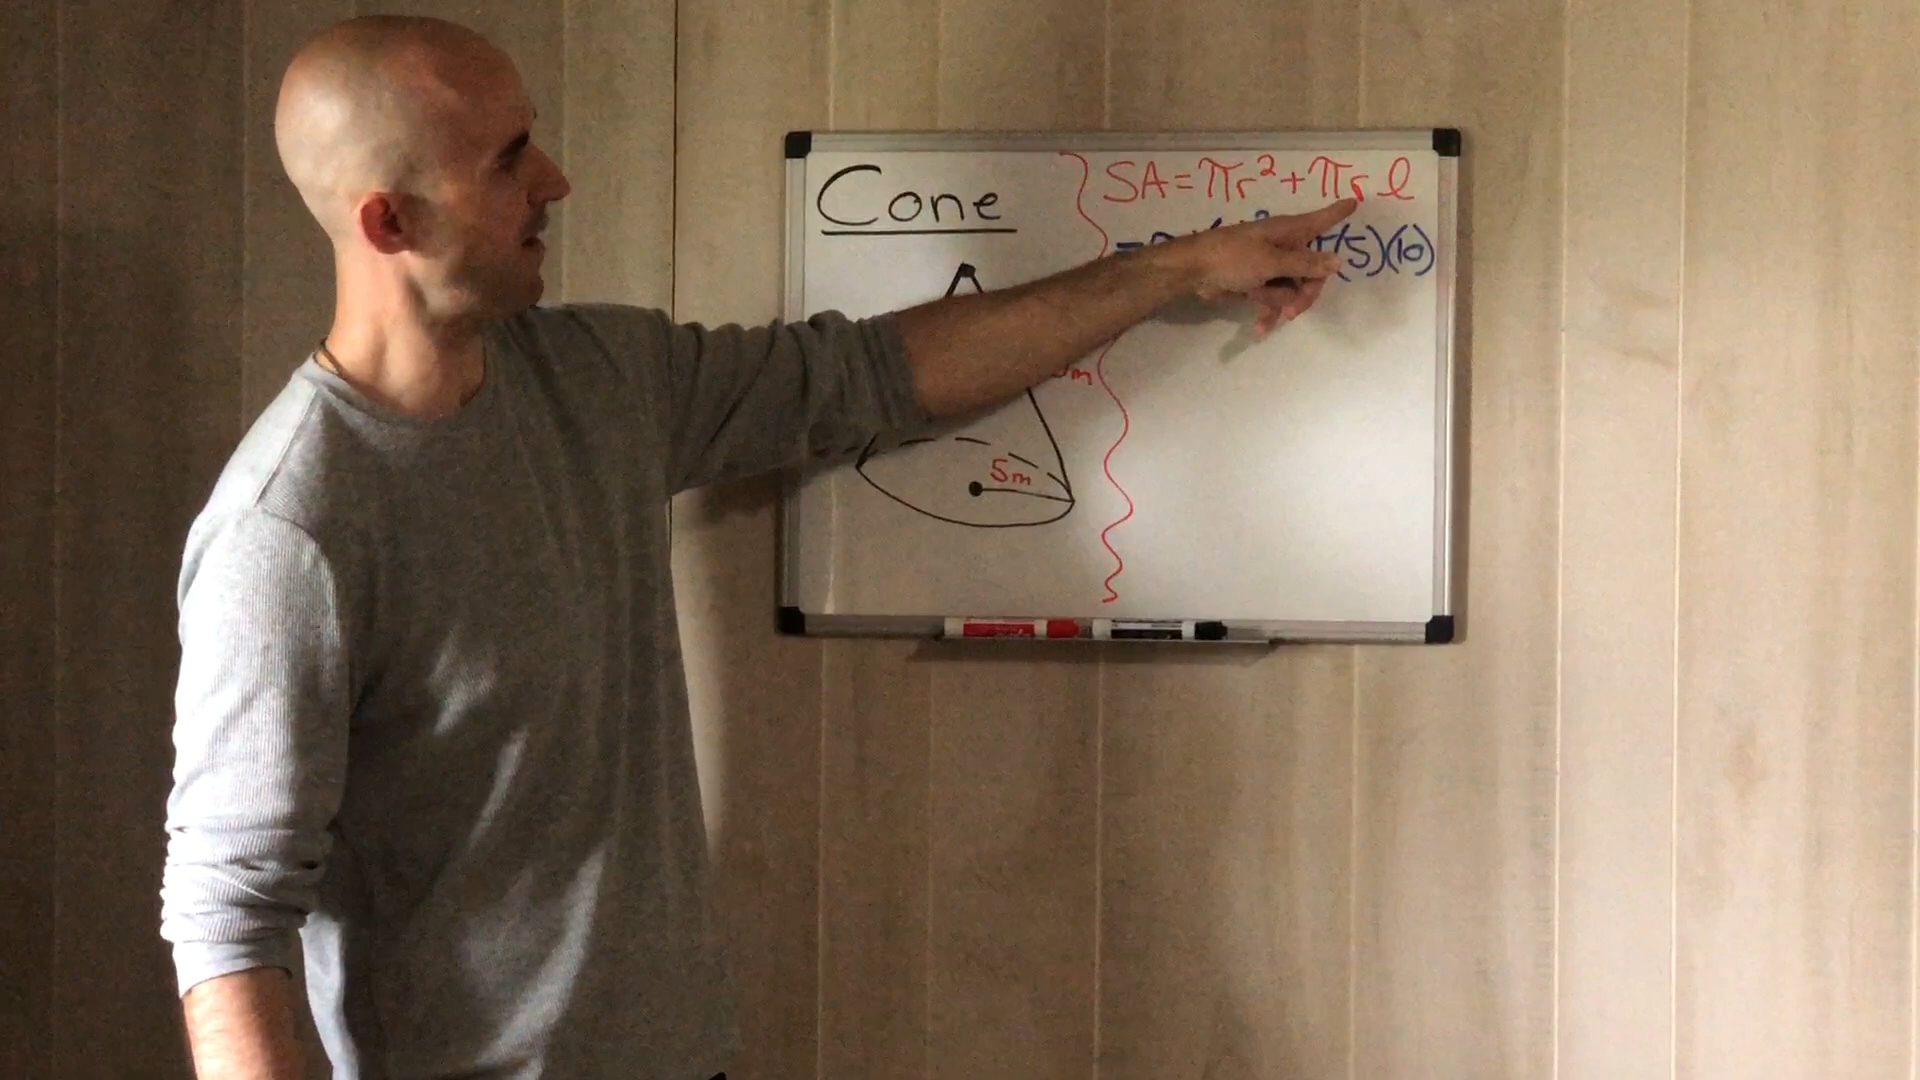 Cone
SA = πr² + πrl
(5)(10)
m
5m